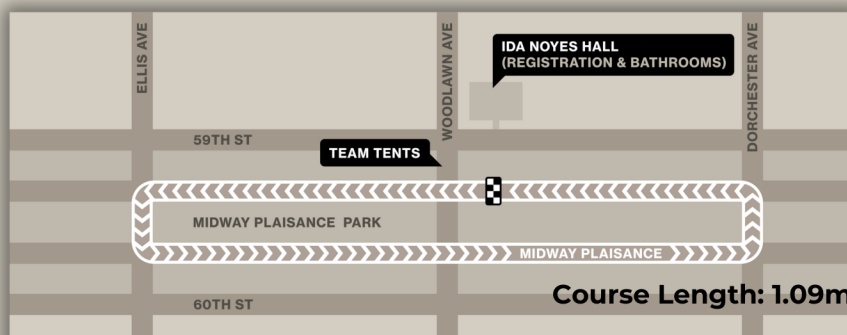 ELLIS AVE
WOODLAWN AVE
IDA NOYES HALL
(REGISTRATION & BATHROOMS)
DORCHESTER AVE
59TH ST
TEAM TENTS
MIDWAY PLAISANCE PARK
MIDWAY PLAISANCE
Course Length: 1.09m
60TH ST